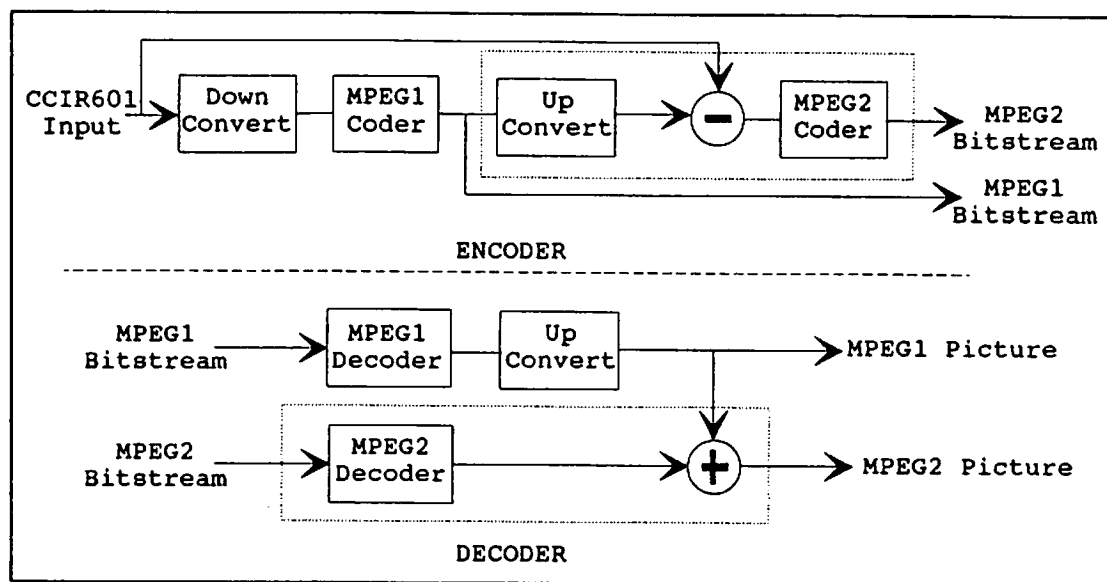 CCIR601
Input
Down
Convert
MPEG1
Coder
Up
Convert
−
MPEG2
Coder
MPEG2
Bitstream
MPEG1
Bitstream
ENCODER
MPEG1
Bitstream
MPEG1
Decoder
Up
Convert
MPEG1 Picture
MPEG2
Bitstream
MPEG2
Decoder
+
MPEG2 Picture
DECODER